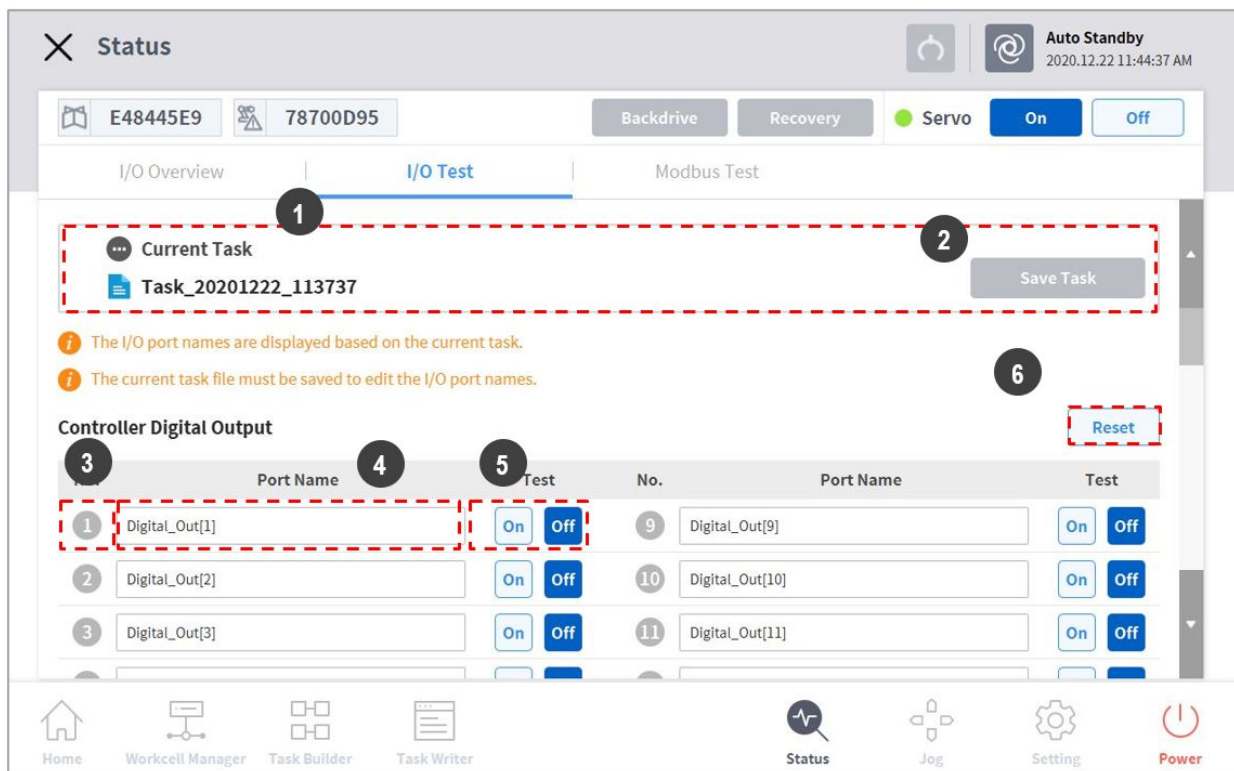 Status
Auto Standby
2020.12.22 11:44:37 AM
E48445E9 78700D95 Backdrive Recovery Servo On Off
I/O Overview I/O Test Modbus Test
1
2
Current Task
Task_20201222_113737
Save Task
The I/O port names are displayed based on the current task.
The current task file must be saved to edit the I/O port names.
6
Controller Digital Output Reset
3 4 5
Port Name Test No. Port Name Test
1 Digital_Out[1] On Off 9 Digital_Out[9] On Off
2 Digital_Out[2] On Off 10 Digital_Out[10] On Off
3 Digital_Out[3] On Off 11 Digital_Out[11] On Off
Home Workcell Manager Task Builder Task Writer Status Jog Setting Power